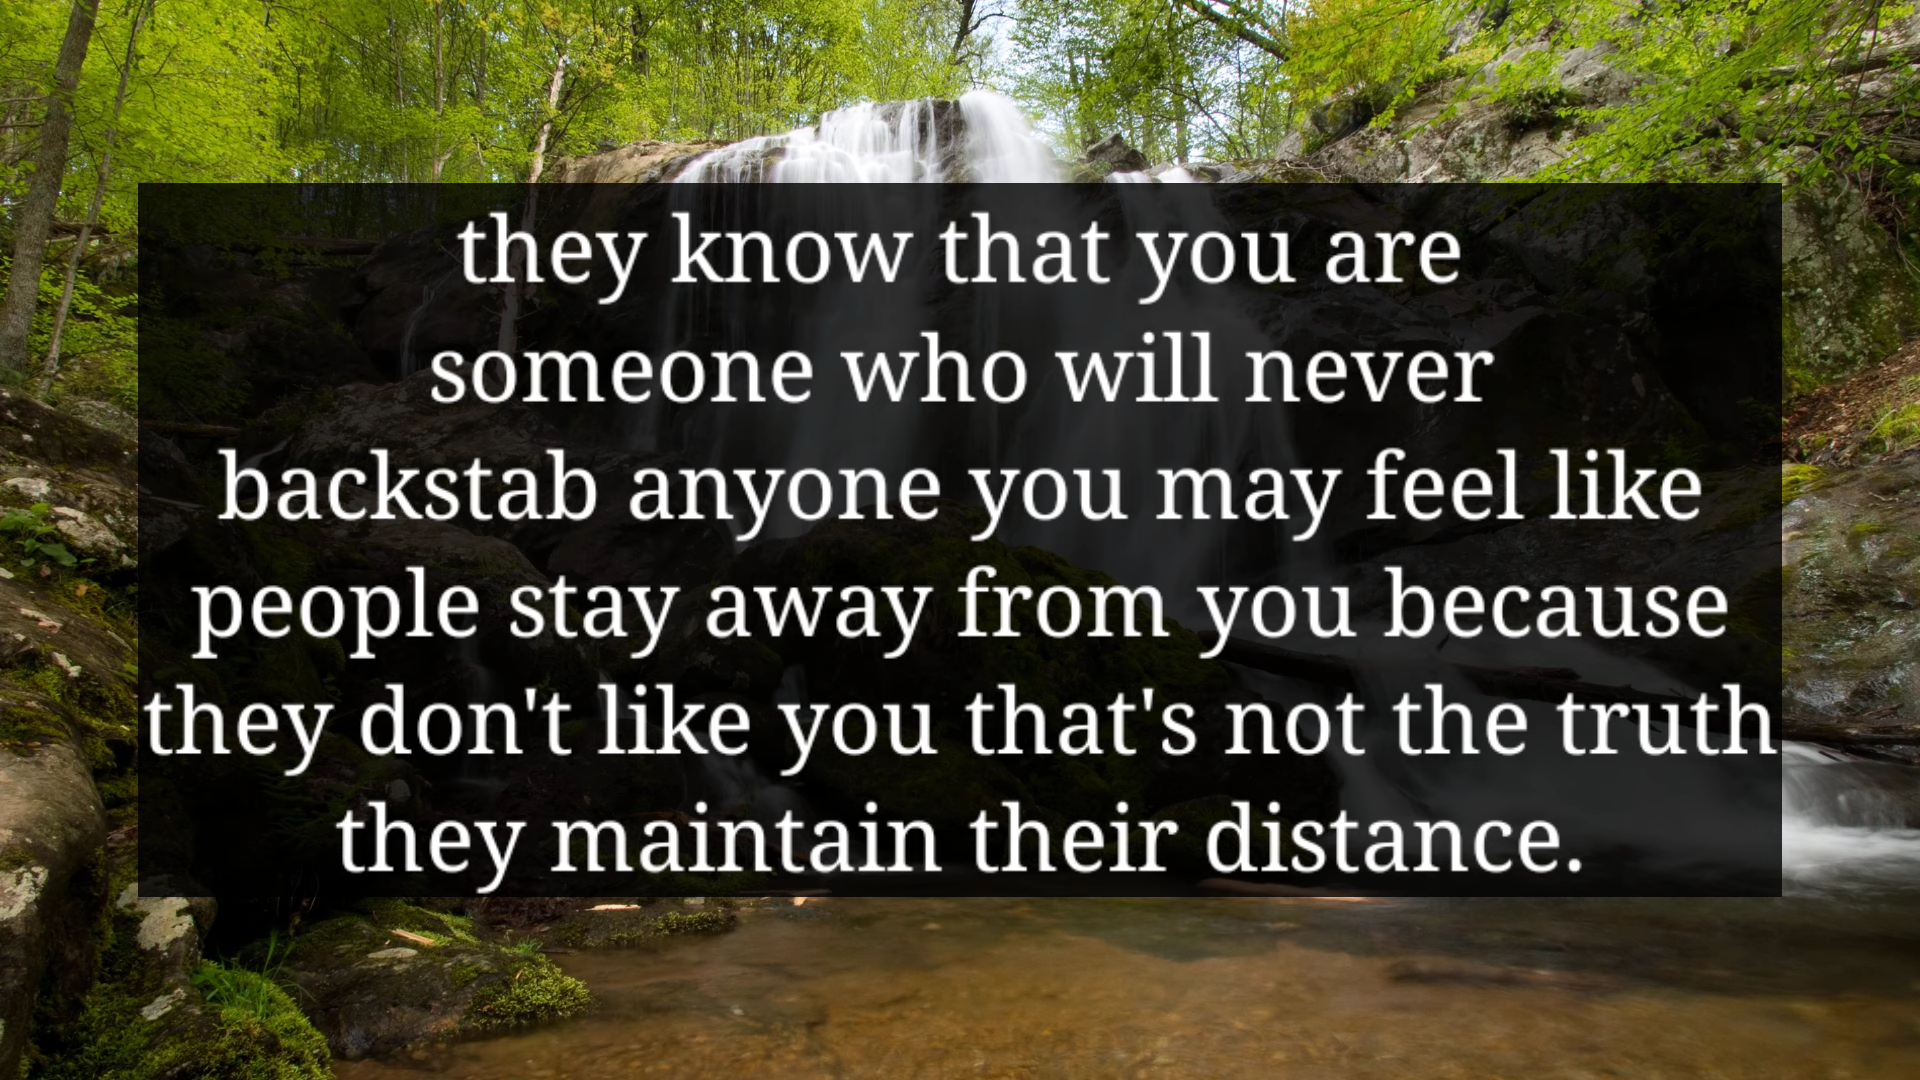 they know that you are
someone who will never
backstab anyone you may feel like
people stay away from you because
they don't like you that's not the truth
they maintain their distance.